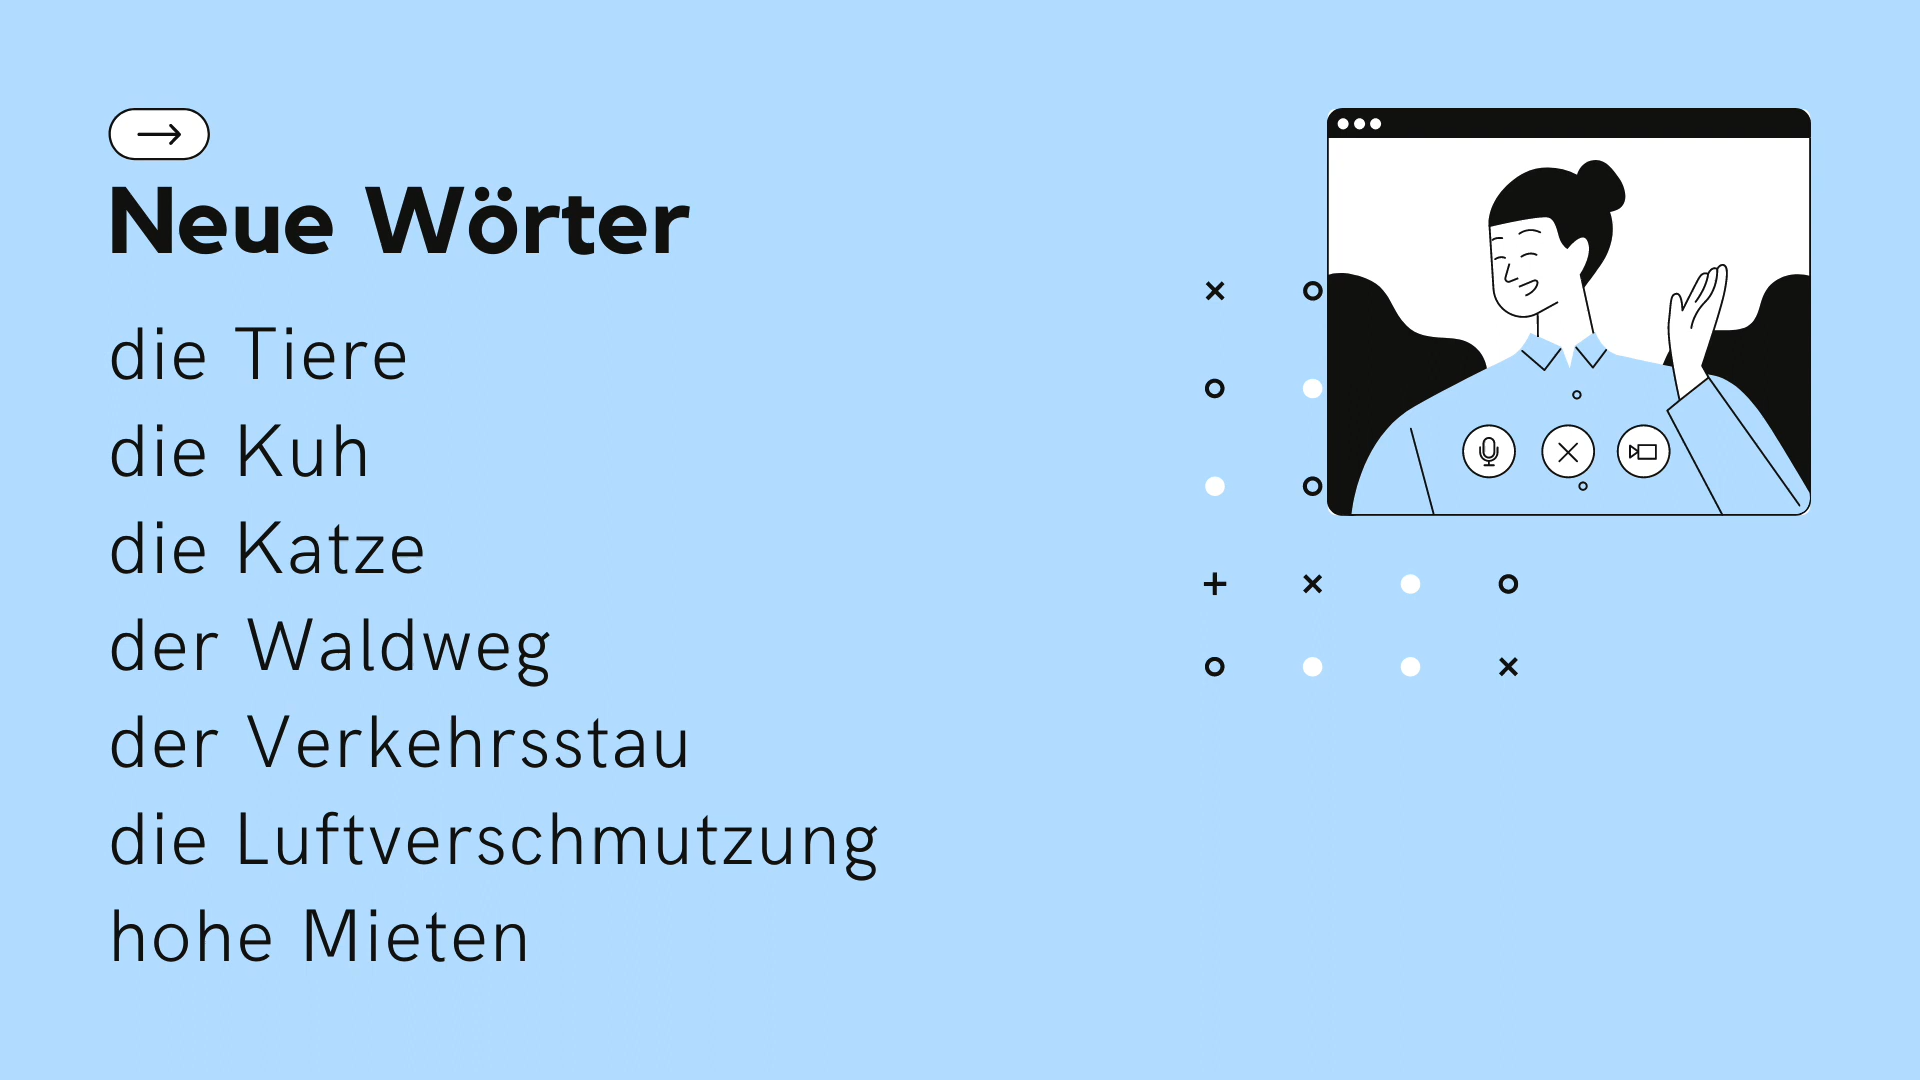 Neue Wörter
die Tiere
die Kuh
die Katze
der Waldweg
der Verkehrsstau
die Luftverschmutzung
hohe Mieten